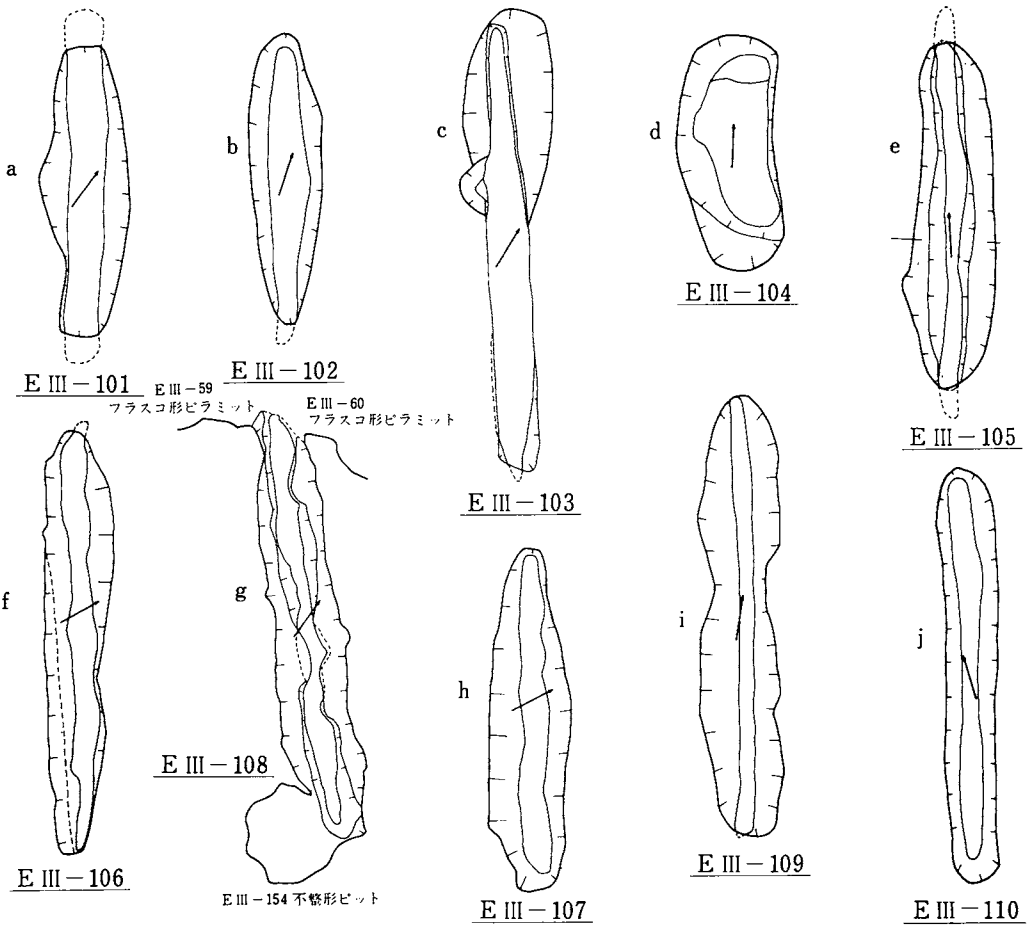 a
b
c
d
e
E III－101
E III－102
E III－103
E III－104
E III－105
E III－59
フラスコ形ピラミット
E III－60
フラスコ形ピラミット
f
g
h
i
j
E III－106
E III－108
E III－154 不整形ピット
E III－107
E III－109
E III－110